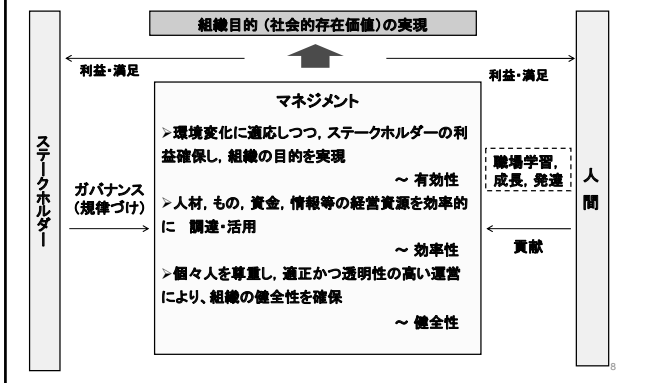 組織目的（社会的存在価値）の実現
利益・満足
利益・満足
ステークホルダー
マネジメント
➢環境変化に適応しつつ，ステークホルダーの利
益確保し，組織の目的を実現
～ 有効性
➢人材，もの，資金，情報等の経営資源を効率的
に　調達・活用
～ 効率性
➢個々人を尊重し，適正かつ透明性の高い運営
により、組織の健全性を確保
～ 健全性
ガバナンス
（規律づけ）
職場学習，
成長，発達
貢献
人間
8